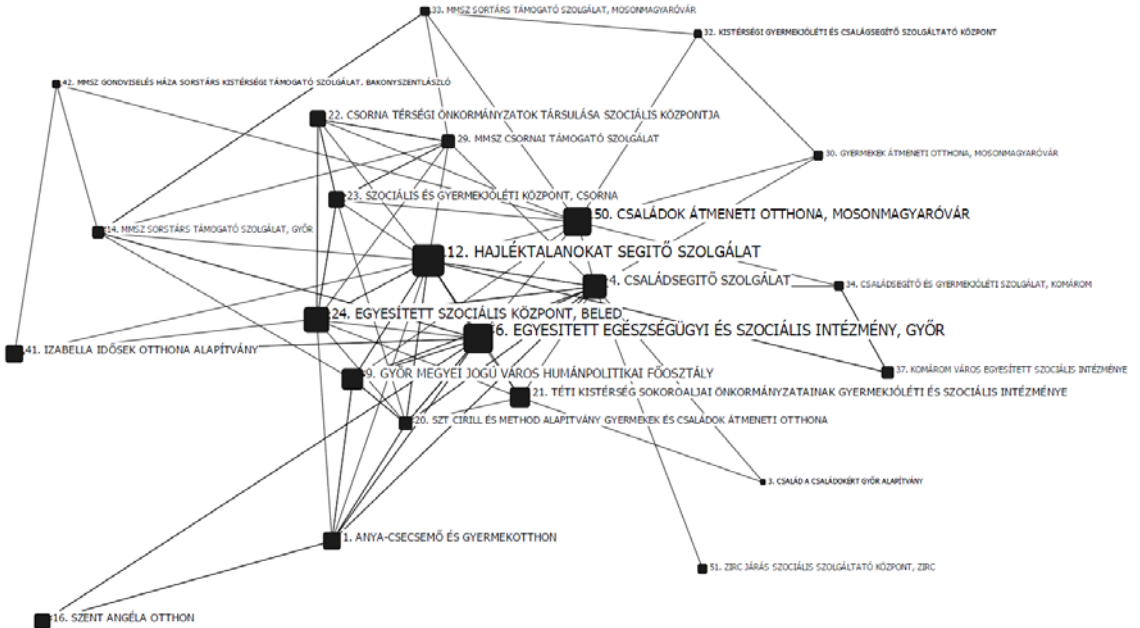 33. MMSZ SORTÁRS TÁMOGATÓ SZOLGÁLAT, MOSONMAGYARÓVÁR
32. KISTÉRSÉGI GYERMEKJÓLÉTI ÉS CSALÁGSEGÍTŐ SZOLGÁLTATÓ KÖZPONT
42. MMSZ GONDVISELÉS HÁZA SORSTÁRS KISTÉRSÉGI TÁMOGATÓ SZOLGÁLAT, BAKONYSZENTLÁSZLÓ
22. CSORNA TÉRSÉGI ÖNKORMÁNYZATOK TÁRSULÁSA SZOCIÁLIS KÖZPONTJA
29. MMSZ CSORNAI TÁMOGATÓ SZOLGÁLAT
30. GYERMEKEK ÁTMENETI OTTHONA, MOSONMAGYARÓVÁR
23. SZOCIÁLIS ÉS GYERMEKJÓLÉTI KÖZPONT, CSORNA
50. CSALÁDOK ÁTMENETI OTTHONA, MOSONMAGYARÓVÁR
14. MMSZ SORSTÁRS TÁMOGATÓ SZOLGÁLAT, GYŐR
12. HAJLÉKTALANOKAT SEGITŐ SZOLGÁLAT
4. CSALÁDSEGITŐ SZOLGÁLAT
34. CSALÁDSEGÍTŐ ÉS GYERMEKJÓLÉTI SZOLGÁLAT, KOMÁROM
24. EGYESÍTETT SZOCIÁLIS KÖZPONT, BELED
6. EGYESITETT EGÉSZSÉGÜGYI ÉS SZOCIÁLIS INTÉZMÉNY, GYŐR
41. IZABELLA IDŐSEK OTTHONA ALAPÍTVÁNY
37. KOMÁROM VÁROS EGYESÍTETT SZOCIÁLIS INTÉZMÉNYE
9. GYŐR MEGYEI JOGÚ VÁROS HUMÁNPOLITIKAI FŐOSZTÁLY
21. TÉTI KISTÉRSÉG SOKOROALJAI ÖNKORMÁNYZATAINAK GYERMEKJÓLÉTI ÉS SZOCIÁLIS INTÉZMÉNYE
20. SZT CIRILL ÉS METHOD ALAPÍTVÁNY GYERMEKEK ÉS CSALÁDOK ÁTMENETI OTTHONA
3. CSALÁD A CSALÁDOKÉRT GYŐR ALAPÍTVÁNY
1. ANYA-CSECSEMŐ ÉS GYERMEKOTTHON
51. ZIRC JÁRÁS SZOCIÁLIS SZOLGÁLTATÓ KÖZPONT, ZIRC
16. SZENT ANGÉLA OTTHON